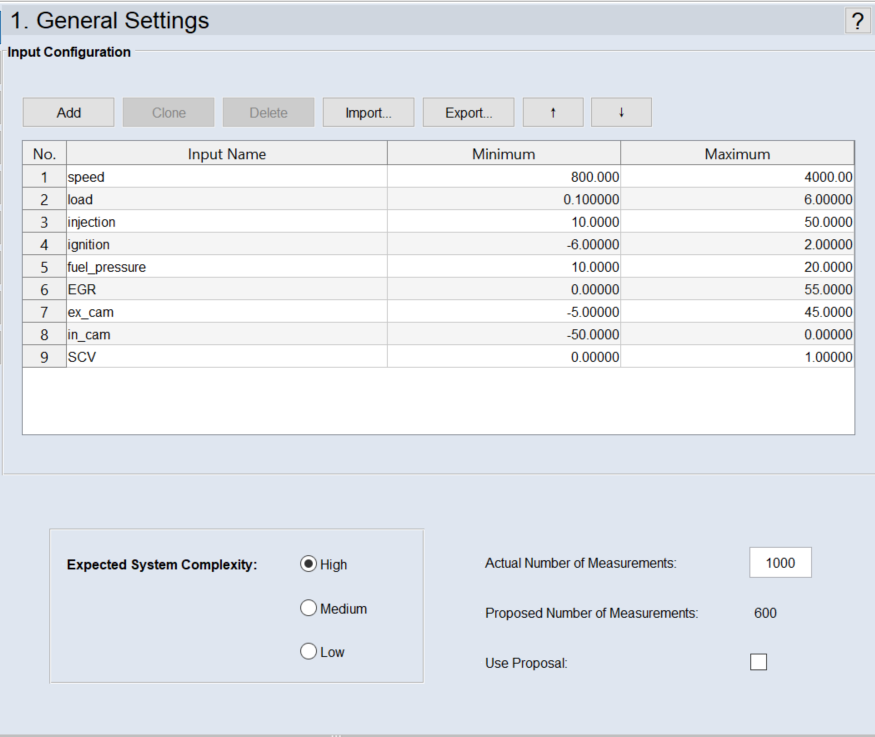 1. General Settings ?
Input Configuration
Add Clone Delete Import... Export... ↑ ↓
No. Input Name Minimum Maximum
1 speed 800.000 4000.00
2 load 0.100000 6.00000
3 injection 10.0000 50.0000
4 ignition -6.00000 2.00000
5 fuel_pressure 10.0000 20.0000
6 EGR 0.00000 55.0000
7 ex_cam -5.00000 45.0000
8 in_cam -50.0000 0.00000
9 SCV 0.00000 1.00000
Expected System Complexity: High
Medium
Low
Actual Number of Measurements: 1000
Proposed Number of Measurements: 600
Use Proposal: